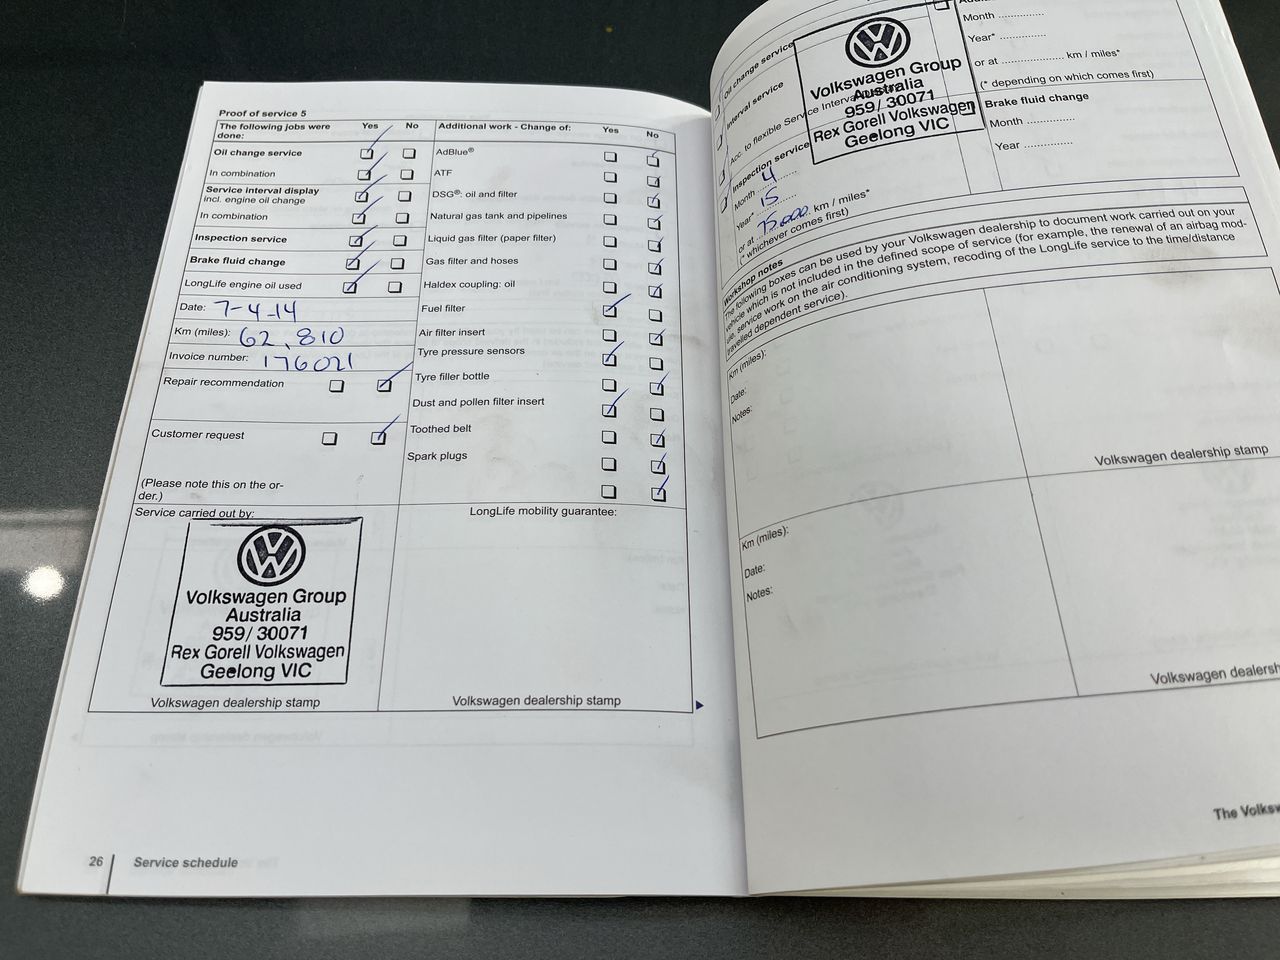 Proof of service 5
The following jobs were done: Yes No
Oil change service
In combination
Service interval display
incl. engine oil change
In combination
Inspection service
Brake fluid change
LongLife engine oil used
Date: 7-4-14
Km (miles): 62,810
Invoice number: 176021
Repair recommendation
Customer request
(Please note this on the or-
der.)
Additional work - Change of: Yes No
AdBlue®
ATF
DSG®: oil and filter
Natural gas tank and pipelines
Liquid gas filter (paper filter)
Gas filter and hoses
Haldex coupling: oil
Fuel filter
Air filter insert
Tyre pressure sensors
Tyre filler bottle
Dust and pollen filter insert
Toothed belt
Spark plugs
Service carried out by:
Volkswagen Group
Australia
959/ 30071
Rex Gorell Volkswagen
Geelong VIC
Volkswagen dealership stamp
LongLife mobility guarantee:
Volkswagen dealership stamp
26 Service schedule
Oil change service
Interval service
Acc. to flexible Service Interval
Inspection service
Month 4
Year* 15
or at 75,000 km / miles*
(* whichever comes first)
Volkswagen Group
Australia
959/ 30071
Rex Gorell Volkswagen
Geelong VIC
Month
Year*
or at km / miles*
(* depending on which comes first)
Brake fluid change
Month
Year
Workshop notes
The following boxes can be used by your Volkswagen dealership to document work carried out on your
vehicle which is not included in the defined scope of service (for example, the renewal of an airbag mod-
ule, service work on the air conditioning system, recoding of the LongLife service to the time/distance
travelled dependent service).
Km (miles):
Date:
Notes:
Volkswagen dealership stamp
Km (miles):
Date:
Notes:
Volkswagen dealersh
The Volksw